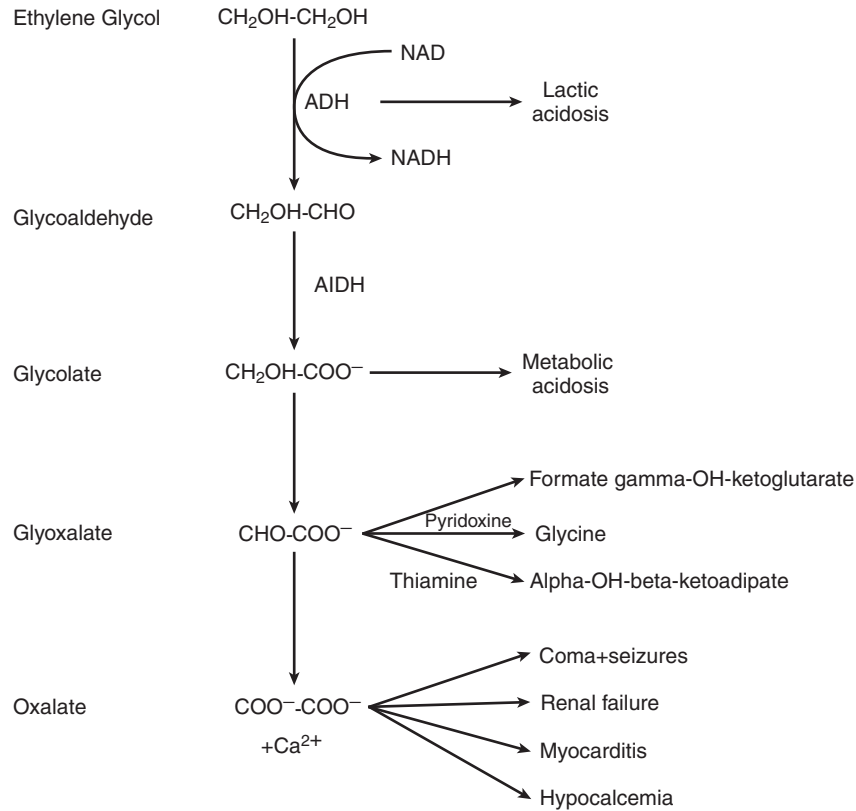 Ethylene Glycol CH₂OH-CH₂OH
NAD
ADH
Lactic
acidosis
NADH
Glycoaldehyde CH₂OH-CHO
AIDH
Glycolate CH₂OH-COO⁻
Metabolic
acidosis
Formate gamma-OH-ketoglutarate
Glyoxalate CHO-COO⁻ Pyridoxine Glycine
Thiamine Alpha-OH-beta-ketoadipate
Coma+seizures
Oxalate COO⁻-COO⁻ Renal failure
+Ca²⁺ Myocarditis
Hypocalcemia